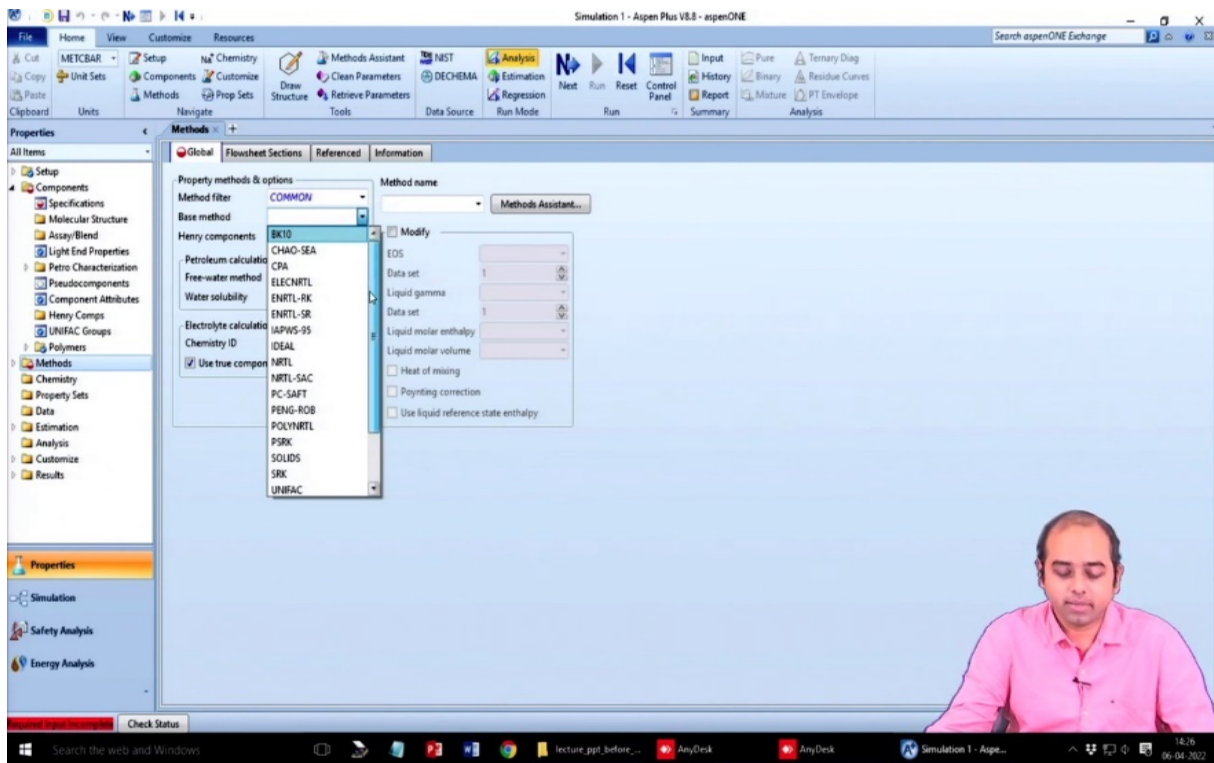 Simulation 1 - Aspen Plus V8.8 - aspenONE
File Home View Customize Resources
Search aspenONE Exchange
Cut METCBAR Setup Chemistry Methods Assistant NIST Analysis Input Pure Ternary Diag
Copy Unit Sets Components Customize Draw Structure Clean Parameters DECHEMA Estimation Next Run Reset Control Panel History Binary Residue Curves
Paste Methods Prop Sets Retrieve Parameters Regression Report Mixture PT Envelope
Clipboard Units Navigate Tools Data Source Run Mode Run Summary Analysis
Properties
Methods
All Items
Global Flowsheet Sections Referenced Information
Setup
Components
Specifications
Molecular Structure
Assay/Blend
Light End Properties
Petro Characterization
Pseudocomponents
Component Attributes
Henry Comps
UNIFAC Groups
Polymers
Methods
Chemistry
Property Sets
Data
Estimation
Analysis
Customize
Results
Property methods & options
Method filter COMMON
Base method
Henry components
Petroleum calculatio
Free-water method
Water solubility
Electrolyte calculatio
Chemistry ID
Use true compon
BK10
CHAO-SEA
CPA
ELECNRTL
ENRTL-RK
ENRTL-SR
IAPWS-95
IDEAL
NRTL
NRTL-SAC
PC-SAFT
PENG-ROB
POLYNRTL
PSRK
SOLIDS
SRK
UNIFAC
Method name
Methods Assistant...
Modify
EOS
Data set 1
Liquid gamma
Data set 1
Liquid molar enthalpy
Liquid molar volume
Heat of mixing
Poynting correction
Use liquid reference state enthalpy
Properties
Simulation
Safety Analysis
Energy Analysis
Required Input Incomplete Check Status
Search the web and Windows
lecture_ppt_before_... AnyDesk AnyDesk Simulation 1 - Aspe...
14:26
06-04-2022